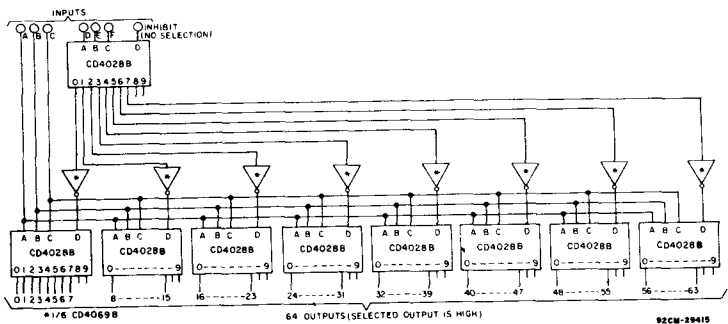 INPUTS
A B C
D E F
INHIBIT
(NO SELECTION)
A B C D
CD4028B
0 1 2 3 4 5 6 7 8 9
* * * * * * * *
A B C D A B C D A B C D A B C D A B C D A B C D A B C D A B C D
CD4028B CD4028B CD4028B CD4028B CD4028B CD4028B CD4028B CD4028B
0 1 2 3 4 5 6 7 8 9 0-------9 0-------9 0-------9 0-------9 0-------9 0-------9 0-------9
0 1 2 3 4 5 6 7 8-------15 16-------23 24-------31 32-------39 40-------47 48-------55 56-------63
*1/6 CD4069B
64 OUTPUTS (SELECTED OUTPUT IS HIGH)
92CM-29415